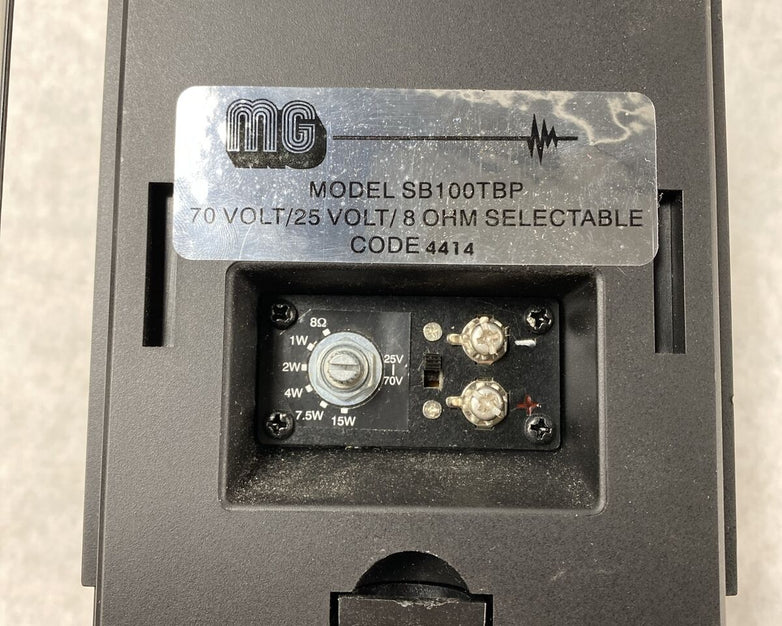 MG
MODEL SB100TBP
70 VOLT/25 VOLT/ 8 OHM SELECTABLE
CODE 4414
8Ω
1W
2W
4W
7.5W
15W
25V
70V
-
+